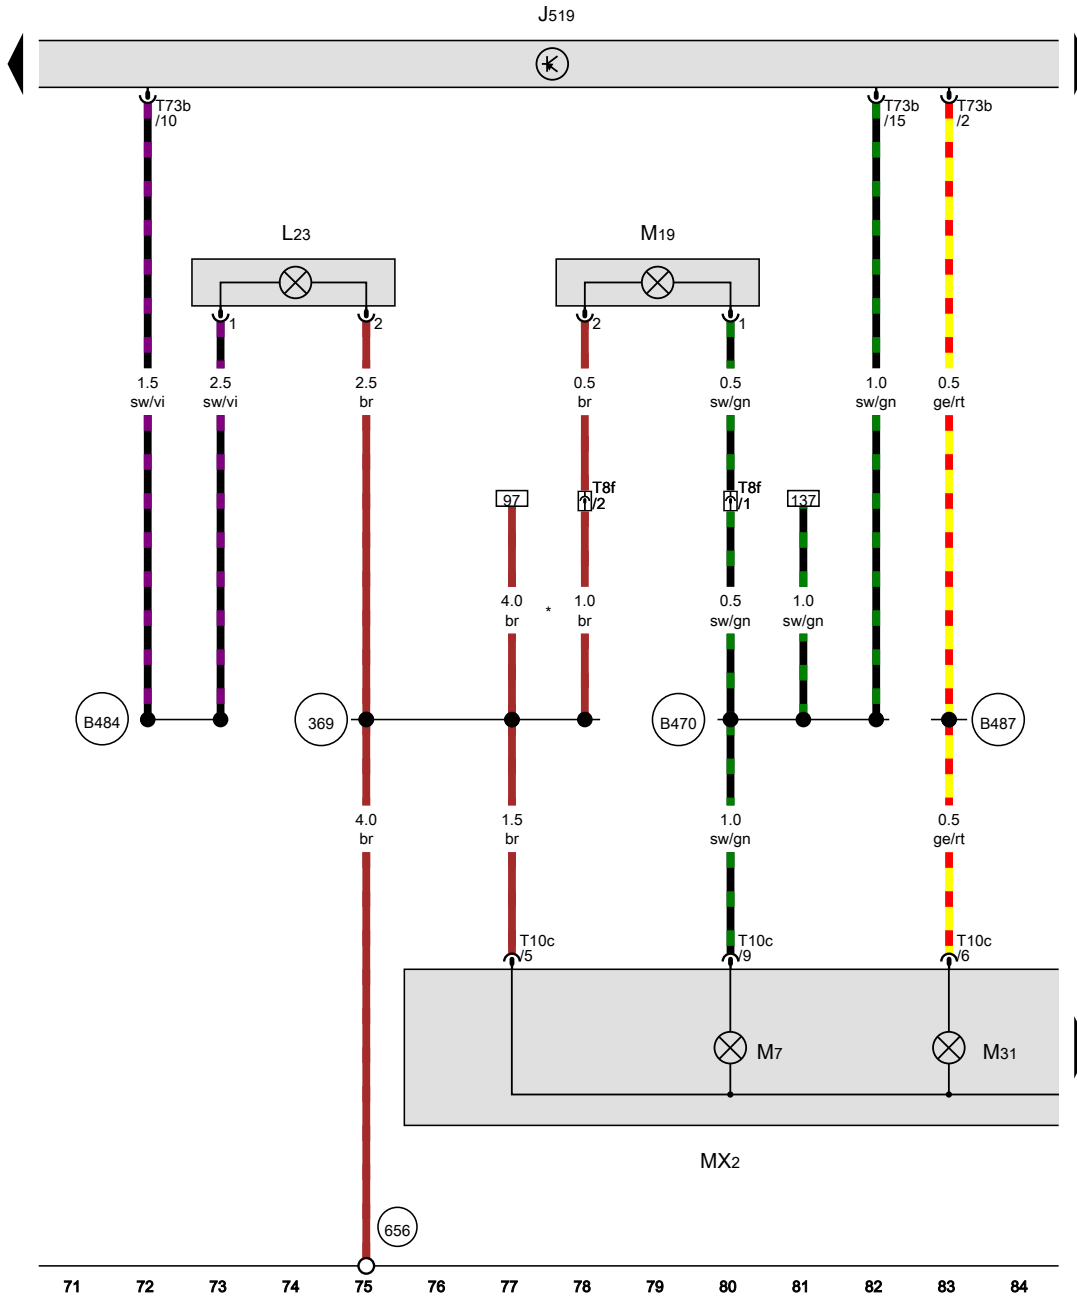 J519
T73b
/10
T73b
/15
T73b
/2
L23
M19
1
2
2
1
1.5
sw/vi
2.5
sw/vi
2.5
br
0.5
br
0.5
sw/gn
1.0
sw/gn
0.5
ge/rt
97
T8f
/2
T8f
/1
137
4.0
br
*
1.0
br
0.5
sw/gn
1.0
sw/gn
B484
369
B470
B487
4.0
br
1.5
br
1.0
sw/gn
0.5
ge/rt
T10c
/5
T10c
/9
T10c
/6
M7
M31
MX2
656
71 72 73 74 75 76 77 78 79 80 81 82 83 84